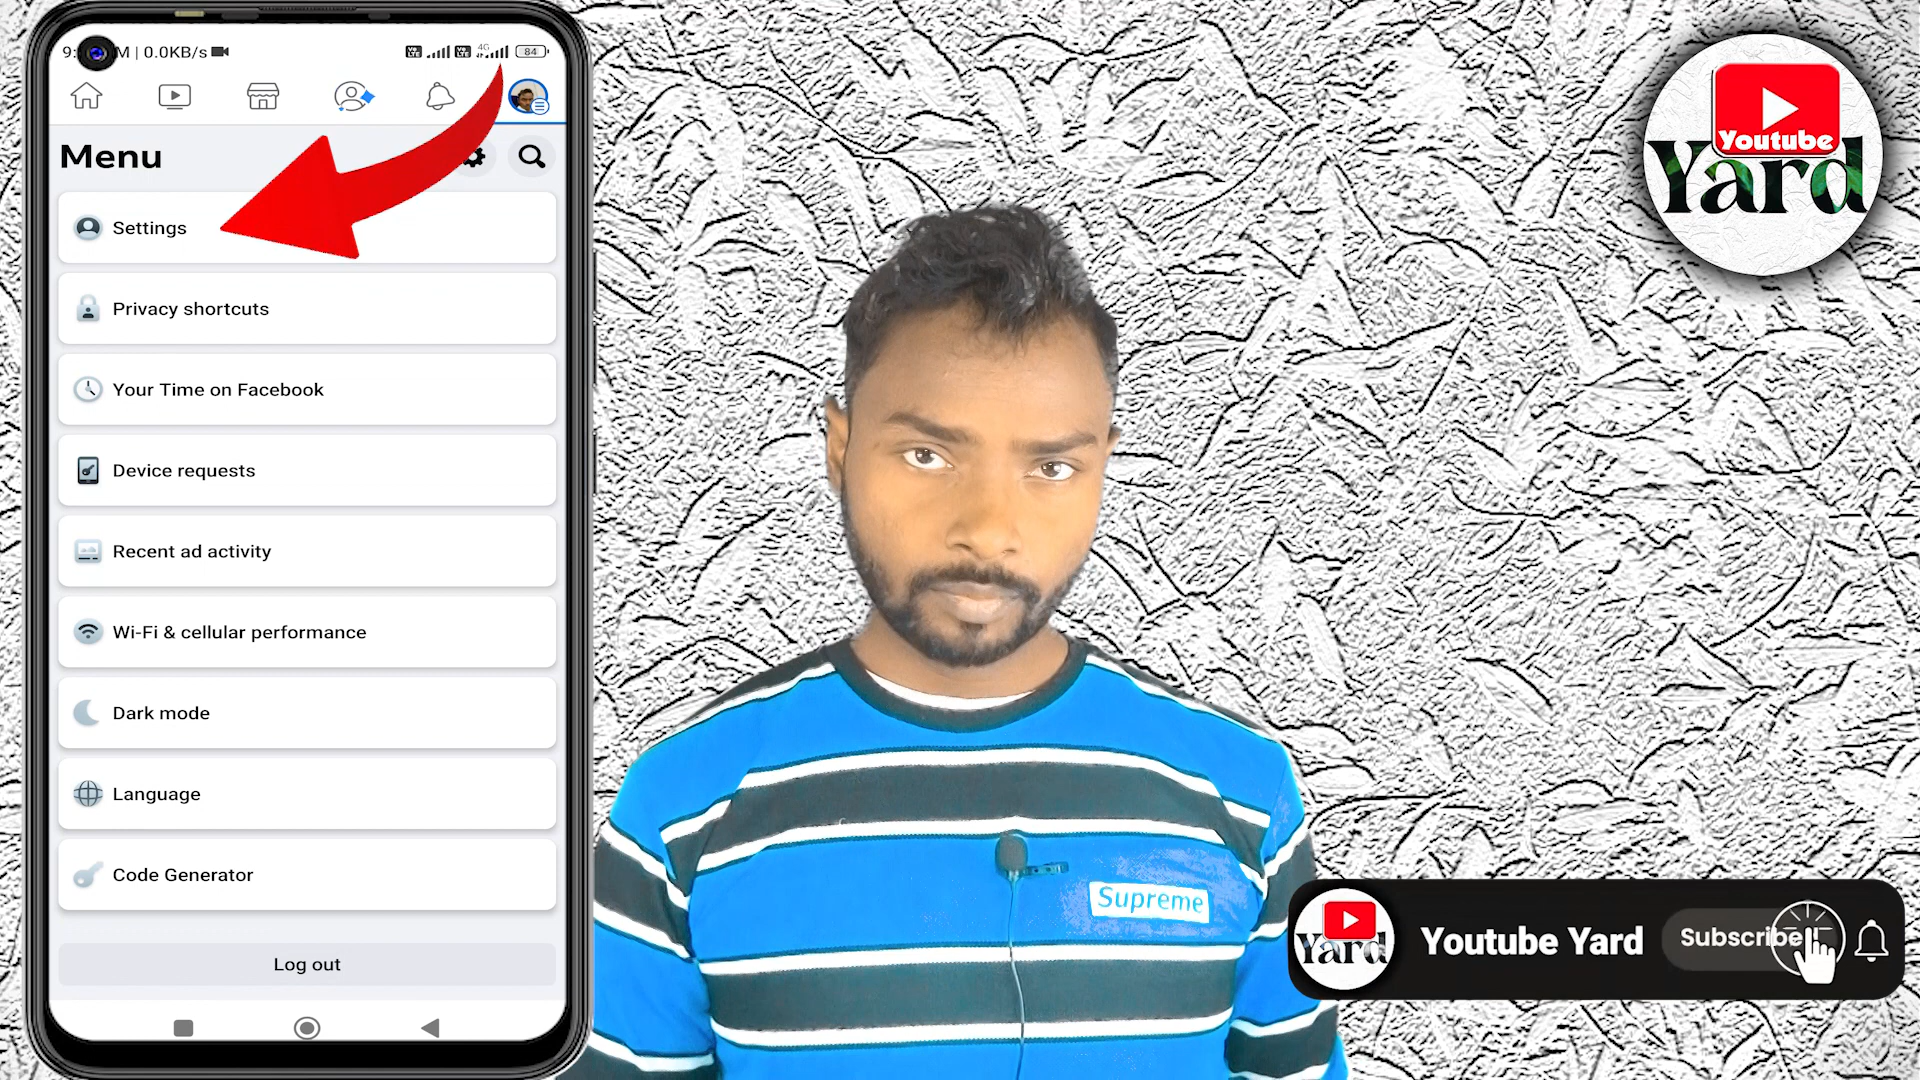 0.0KB/s
4G
84
Menu
Settings
Privacy shortcuts
Your Time on Facebook
Device requests
Recent ad activity
Wi-Fi & cellular performance
Dark mode
Language
Code Generator
Log out
Youtube
Yard
Supreme
Yard
Youtube Yard
Subscribe